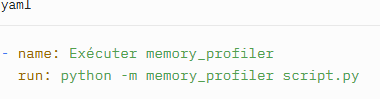 yaml
- name: Exécuter memory_profiler
run: python -m memory_profiler script.py